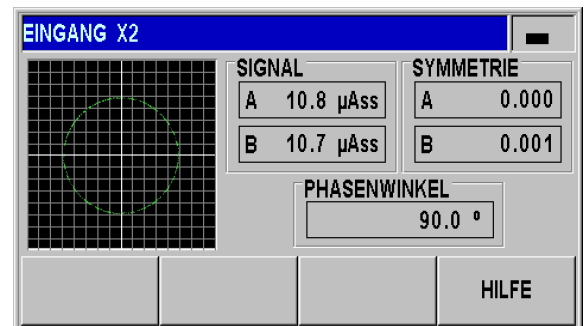 EINGANG X2
SIGNAL
A 10.8 µAss
B 10.7 µAss
SYMMETRIE
A 0.000
B 0.001
PHASENWINKEL
90.0 º
HILFE